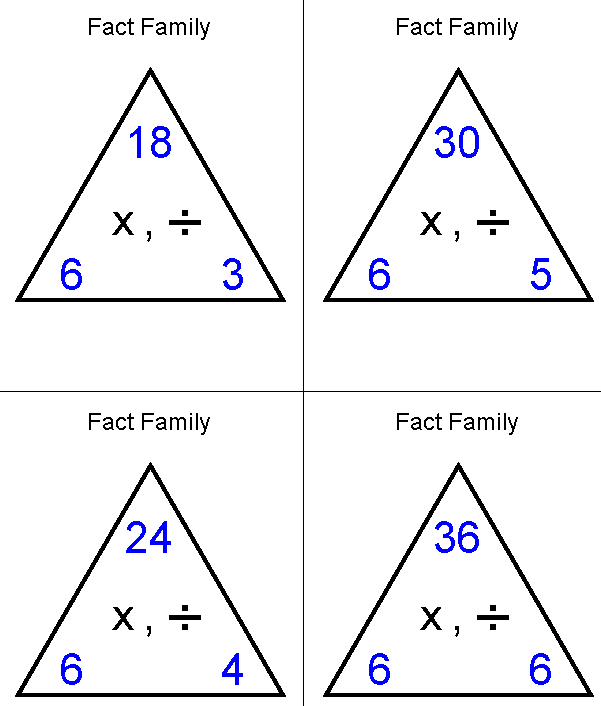 Fact Family
18
x , ÷
6 3
Fact Family
30
x , ÷
6 5
Fact Family
24
x , ÷
6 4
Fact Family
36
x , ÷
6 6